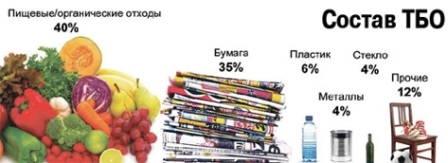 Пищевые/органические отходы
40%
Состав ТБО
Бумага
35%
Пластик
6%
Стекло
4%
Металлы
4%
Прочие
12%